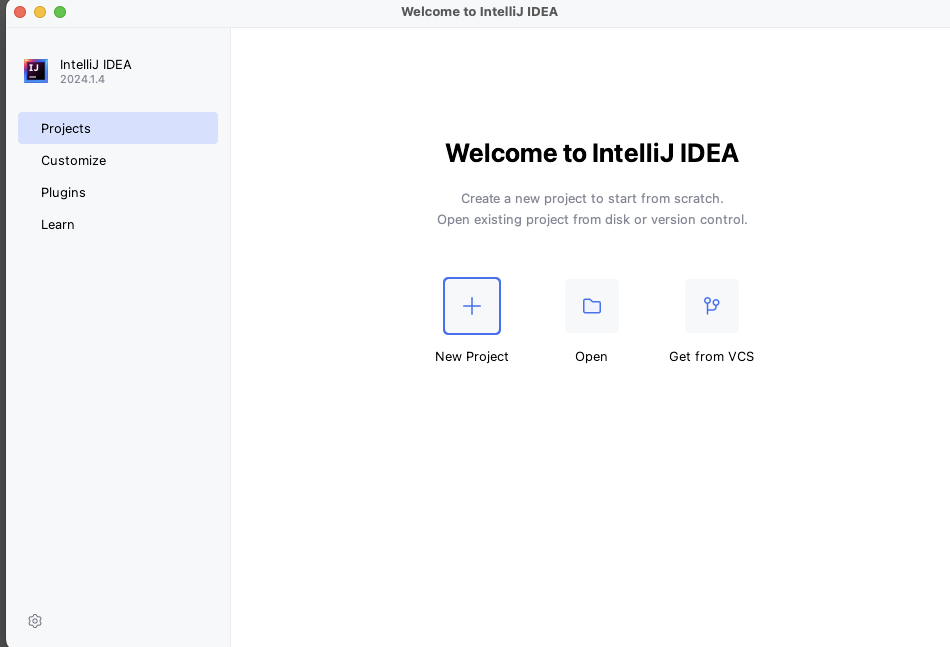 Welcome to IntelliJ IDEA
IJ
IntelliJ IDEA
2024.1.4
Projects
Customize
Plugins
Learn
Welcome to IntelliJ IDEA
Create a new project to start from scratch.
Open existing project from disk or version control.
New Project
Open
Get from VCS